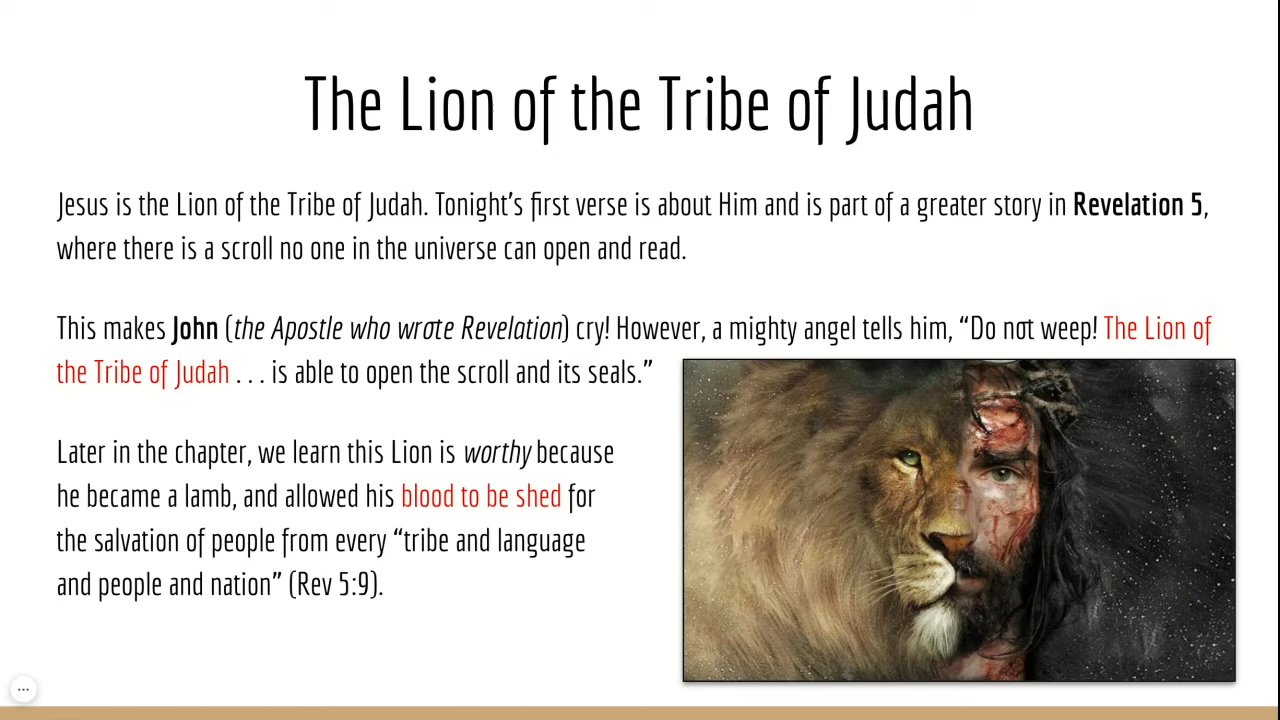 The Lion of the Tribe of Judah
Jesus is the Lion of the Tribe of Judah. Tonight’s first verse is about Him and is part of a greater story in Revelation 5,
where there is a scroll no one in the universe can open and read.
This makes John (the Apostle who wrote Revelation) cry! However, a mighty angel tells him, “Do not weep! The Lion of
the Tribe of Judah . . . is able to open the scroll and its seals.”
Later in the chapter, we learn this Lion is worthy because
he became a lamb, and allowed his blood to be shed for
the salvation of people from every “tribe and language
and people and nation” (Rev 5:9).